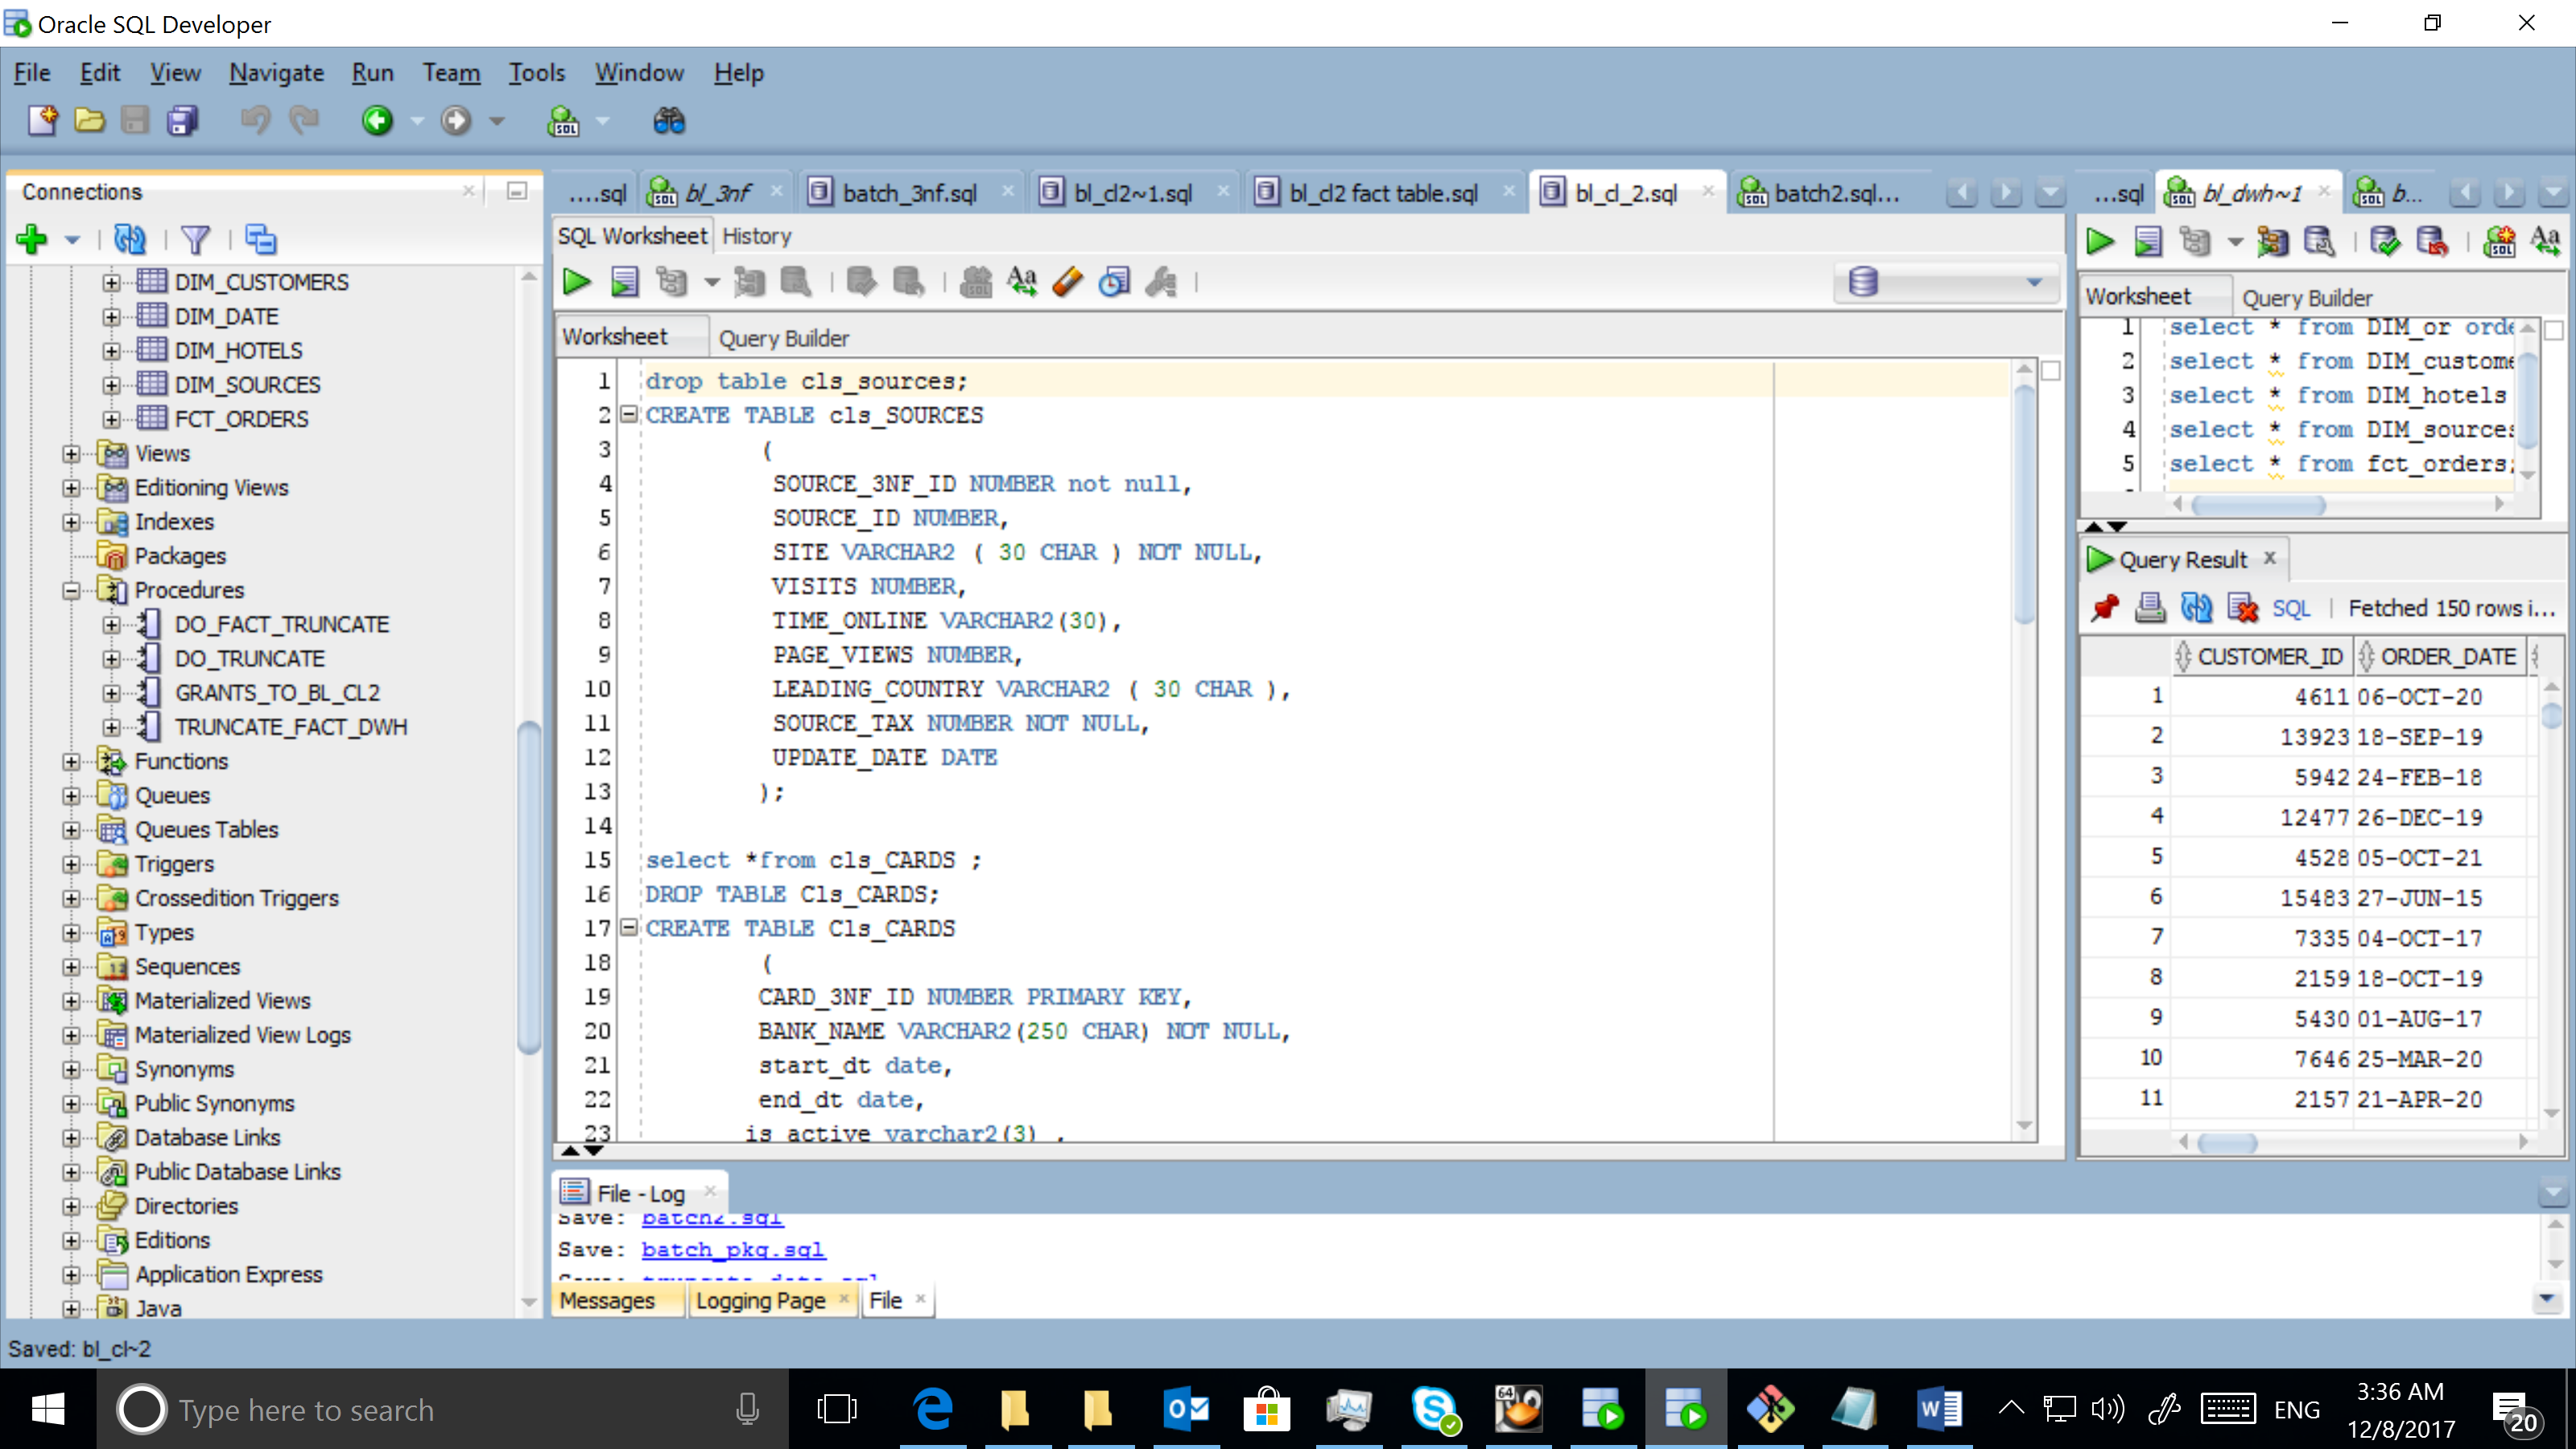 Oracle SQL Developer
File Edit View Navigate Run Team Tools Window Help
Connections
DIM_CUSTOMERS
DIM_DATE
DIM_HOTELS
DIM_SOURCES
FCT_ORDERS
Views
Editioning Views
Indexes
Packages
Procedures
DO_FACT_TRUNCATE
DO_TRUNCATE
GRANTS_TO_BL_CL2
TRUNCATE_FACT_DWH
Functions
Queues
Queues Tables
Triggers
Crossedition Triggers
Types
Sequences
Materialized Views
Materialized View Logs
Synonyms
Public Synonyms
Database Links
Public Database Links
Directories
Editions
Application Express
Java
....sql bl_3nf batch_3nf.sql bl_cl2~1.sql bl_cl2 fact table.sql bl_cl_2.sql batch2.sql...
SQL Worksheet History
Worksheet Query Builder
1 drop table cls_sources;
2 CREATE TABLE cls_SOURCES
3 (
4 SOURCE_3NF_ID NUMBER not null,
5 SOURCE_ID NUMBER,
6 SITE VARCHAR2 ( 30 CHAR ) NOT NULL,
7 VISITS NUMBER,
8 TIME_ONLINE VARCHAR2(30),
9 PAGE_VIEWS NUMBER,
10 LEADING_COUNTRY VARCHAR2 ( 30 CHAR ),
11 SOURCE_TAX NUMBER NOT NULL,
12 UPDATE_DATE DATE
13 );
14
15 select *from cls_CARDS ;
16 DROP TABLE Cls_CARDS;
17 CREATE TABLE Cls_CARDS
18 (
19 CARD_3NF_ID NUMBER PRIMARY KEY,
20 BANK_NAME VARCHAR2(250 CHAR) NOT NULL,
21 start_dt date,
22 end_dt date,
23 is_active varchar2(3) ,
...sql bl_dwh~1 b...
Worksheet Query Builder
1 select * from DIM_or orde
2 select * from DIM_custome
3 select * from DIM_hotels
4 select * from DIM_sources
5 select * from fct_orders;
Query Result
SQL Fetched 150 rows i...
CUSTOMER_ID ORDER_DATE
1 4611 06-OCT-20
2 13923 18-SEP-19
3 5942 24-FEB-18
4 12477 26-DEC-19
5 4528 05-OCT-21
6 15483 27-JUN-15
7 7335 04-OCT-17
8 2159 18-OCT-19
9 5430 01-AUG-17
10 7646 25-MAR-20
11 2157 21-APR-20
File - Log
Save: batch2.sql
Save: batch_pkg.sql
Messages Logging Page File
Saved: bl_cl~2
Type here to search
ENG
3:36 AM
12/8/2017
20